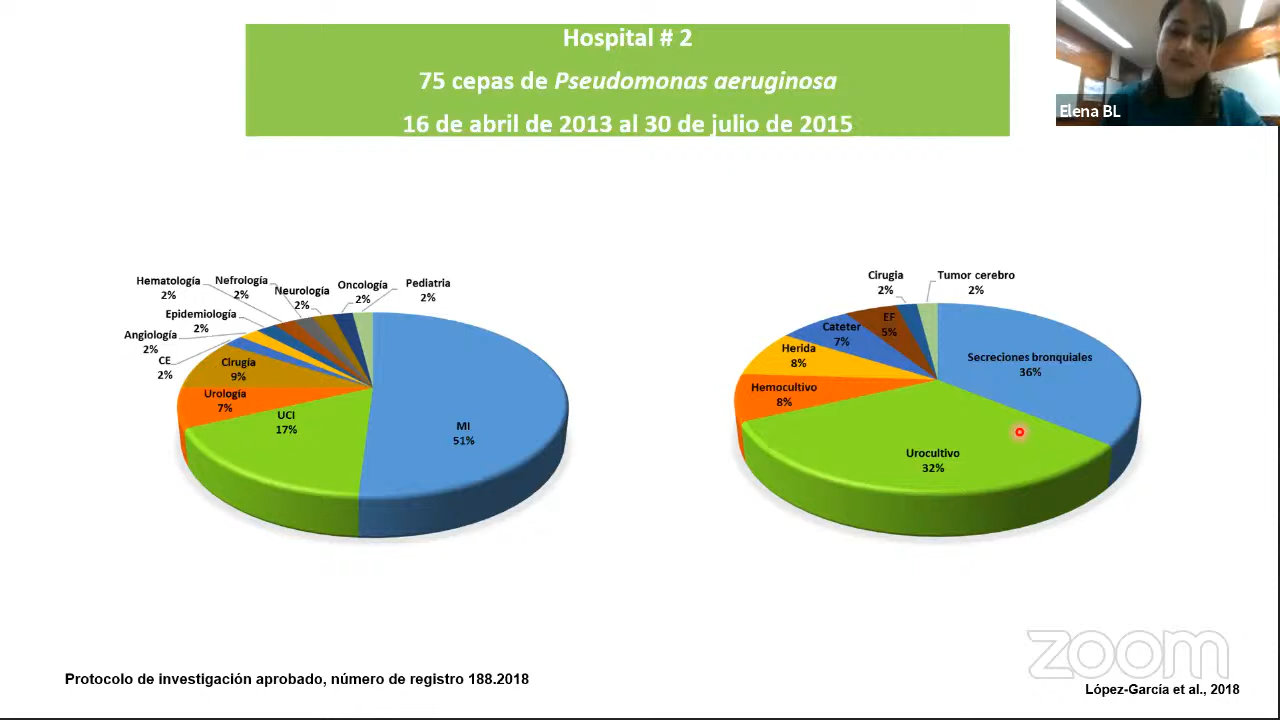 Hospital # 2
75 cepas de Pseudomonas aeruginosa
16 de abril de 2013 al 30 de julio de 2015
Elena BL
Hematología
2%
Nefrología
2%
Neurología
2%
Oncología
2%
Pediatria
2%
Epidemiología
2%
Angiología
2%
CE
2%
Cirugía
9%
Urología
7%
UCI
17%
MI
51%
Cirugia
2%
Tumor cerebro
2%
EF
5%
Cateter
7%
Herida
8%
Hemocultivo
8%
Secreciones bronquiales
36%
Urocultivo
32%
zoom
Protocolo de investigación aprobado, número de registro 188.2018
López-García et al., 2018